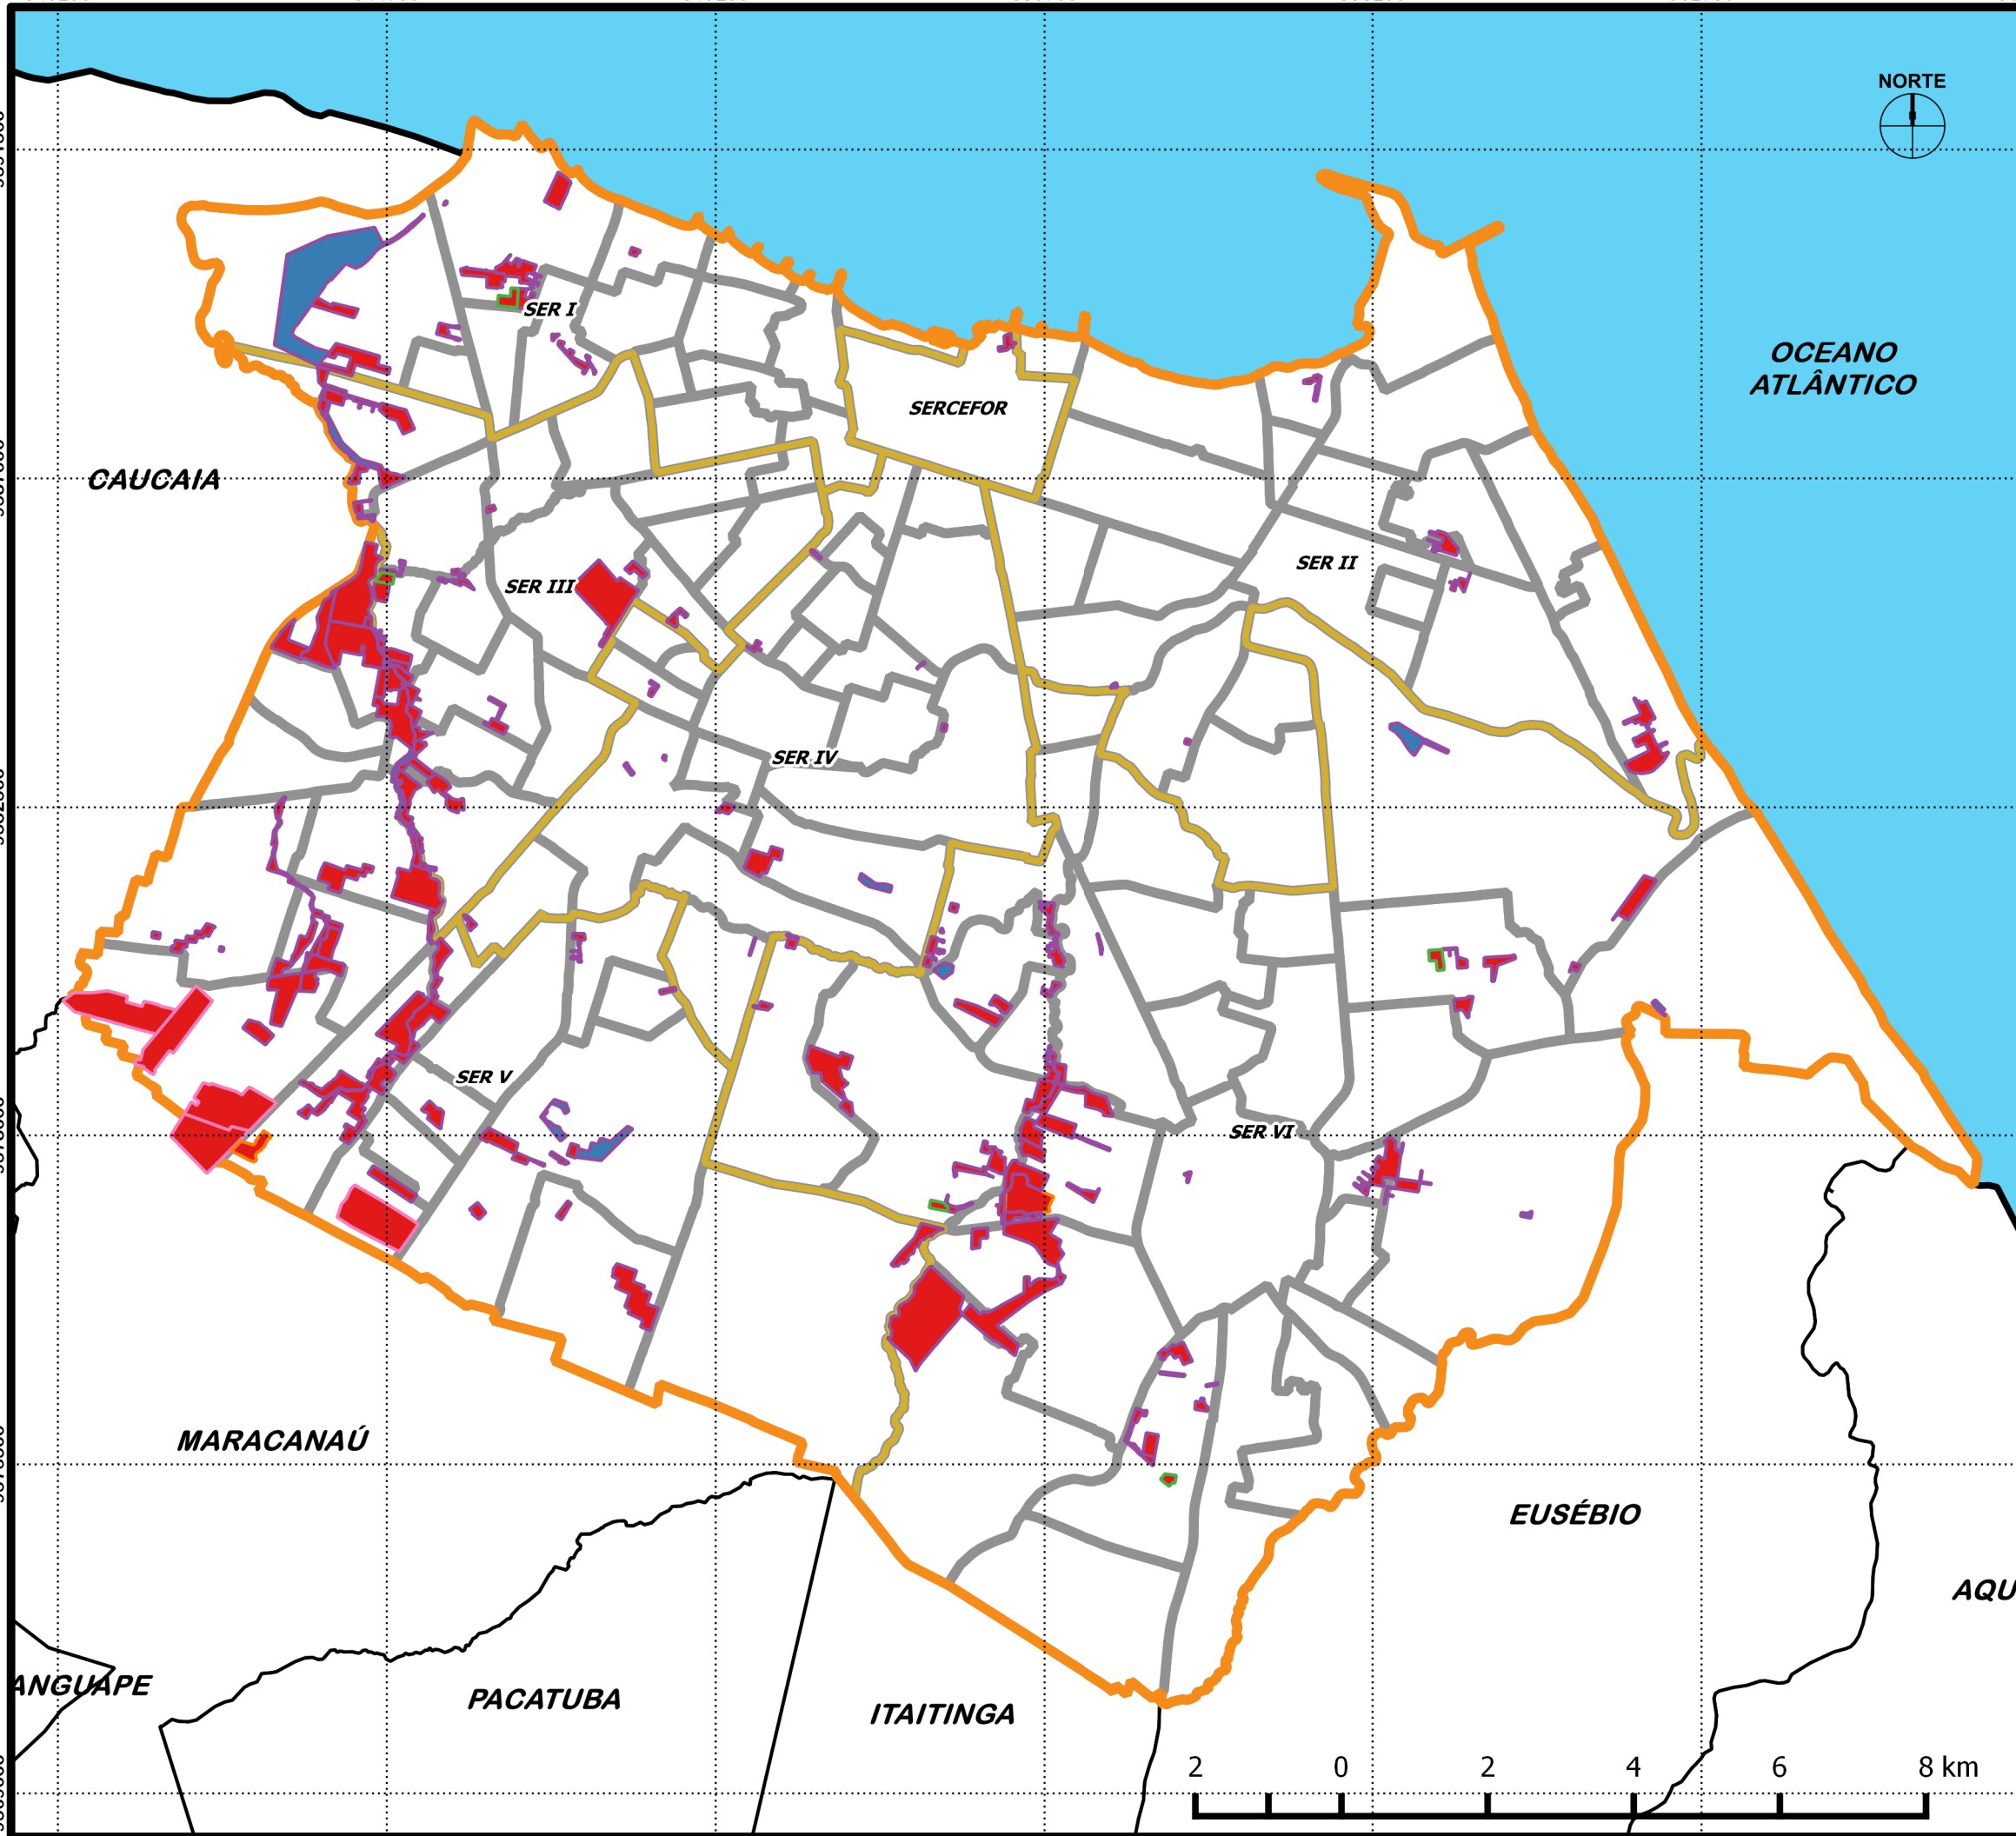 NORTE
OCEANO
ATLÂNTICO
SER I
SERCEFOR
CAUCAIA
SER II
SER III
SER IV
SER V
SER VI
MARACANAÚ
EUSÉBIO
AQU
ANGUAPE
PACATUBA
ITAITINGA
2 0 2 4 6 8 km